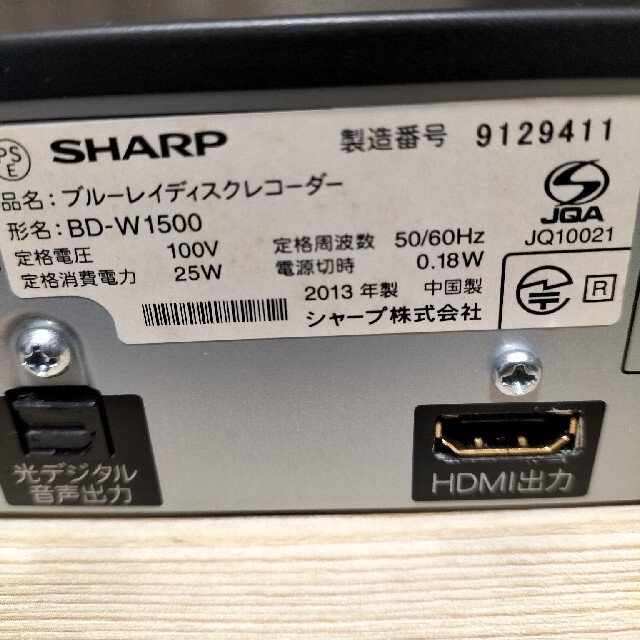 PS
E
SHARP
製造番号 9129411
品名:ブルーレイディスクレコーダー
形名:BD-W1500
定格電圧 100V
定格周波数 50/60Hz
定格消費電力 25W
電源切時 0.18W
2013 年製 中国製
シャープ株式会社
JQA
JQ10021
R
光デジタル
音声出力
HDMI出力